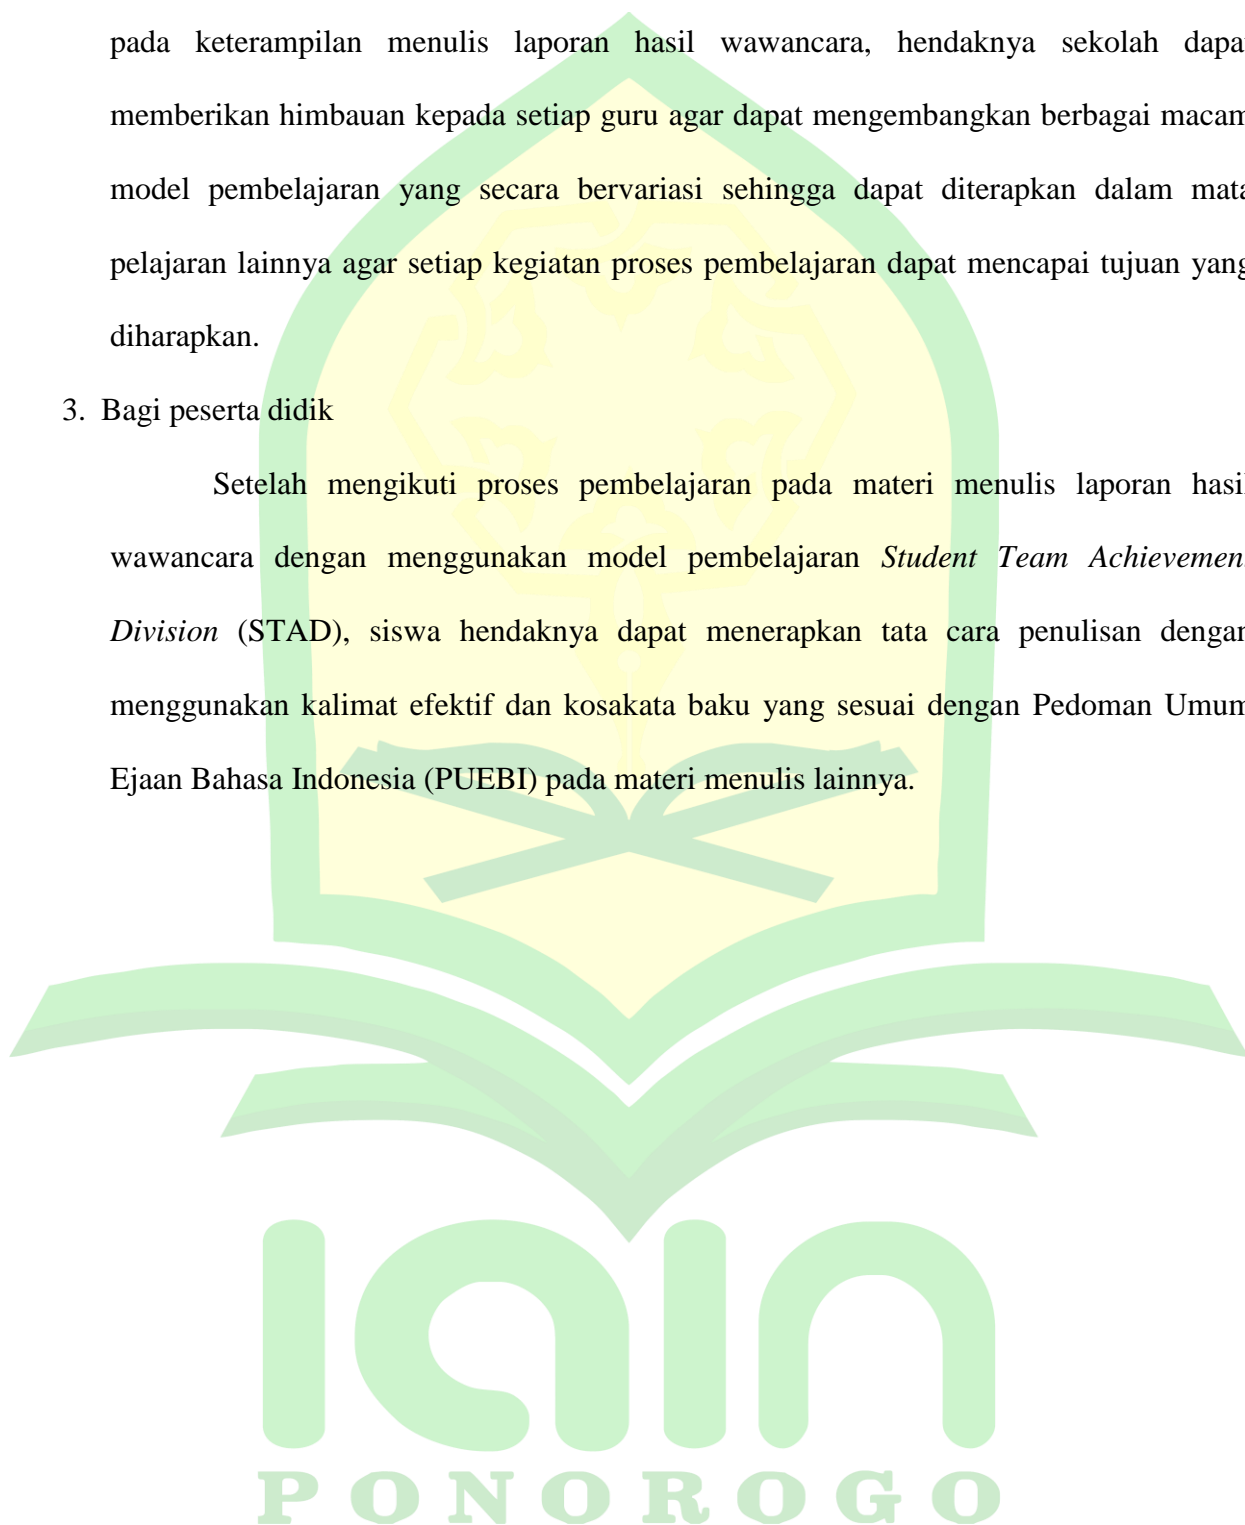 pada keterampilan menulis laporan hasil wawancara, hendaknya sekolah dapat
memberikan himbauan kepada setiap guru agar dapat mengembangkan berbagai macam
model pembelajaran yang secara bervariasi sehingga dapat diterapkan dalam mata
pelajaran lainnya agar setiap kegiatan proses pembelajaran dapat mencapai tujuan yang
diharapkan.
3. Bagi peserta didik
Setelah mengikuti proses pembelajaran pada materi menulis laporan hasil
wawancara dengan menggunakan model pembelajaran Student Team Achievement
Division (STAD), siswa hendaknya dapat menerapkan tata cara penulisan dengan
menggunakan kalimat efektif dan kosakata baku yang sesuai dengan Pedoman Umum
Ejaan Bahasa Indonesia (PUEBI) pada materi menulis lainnya.
iain
PONOROGO